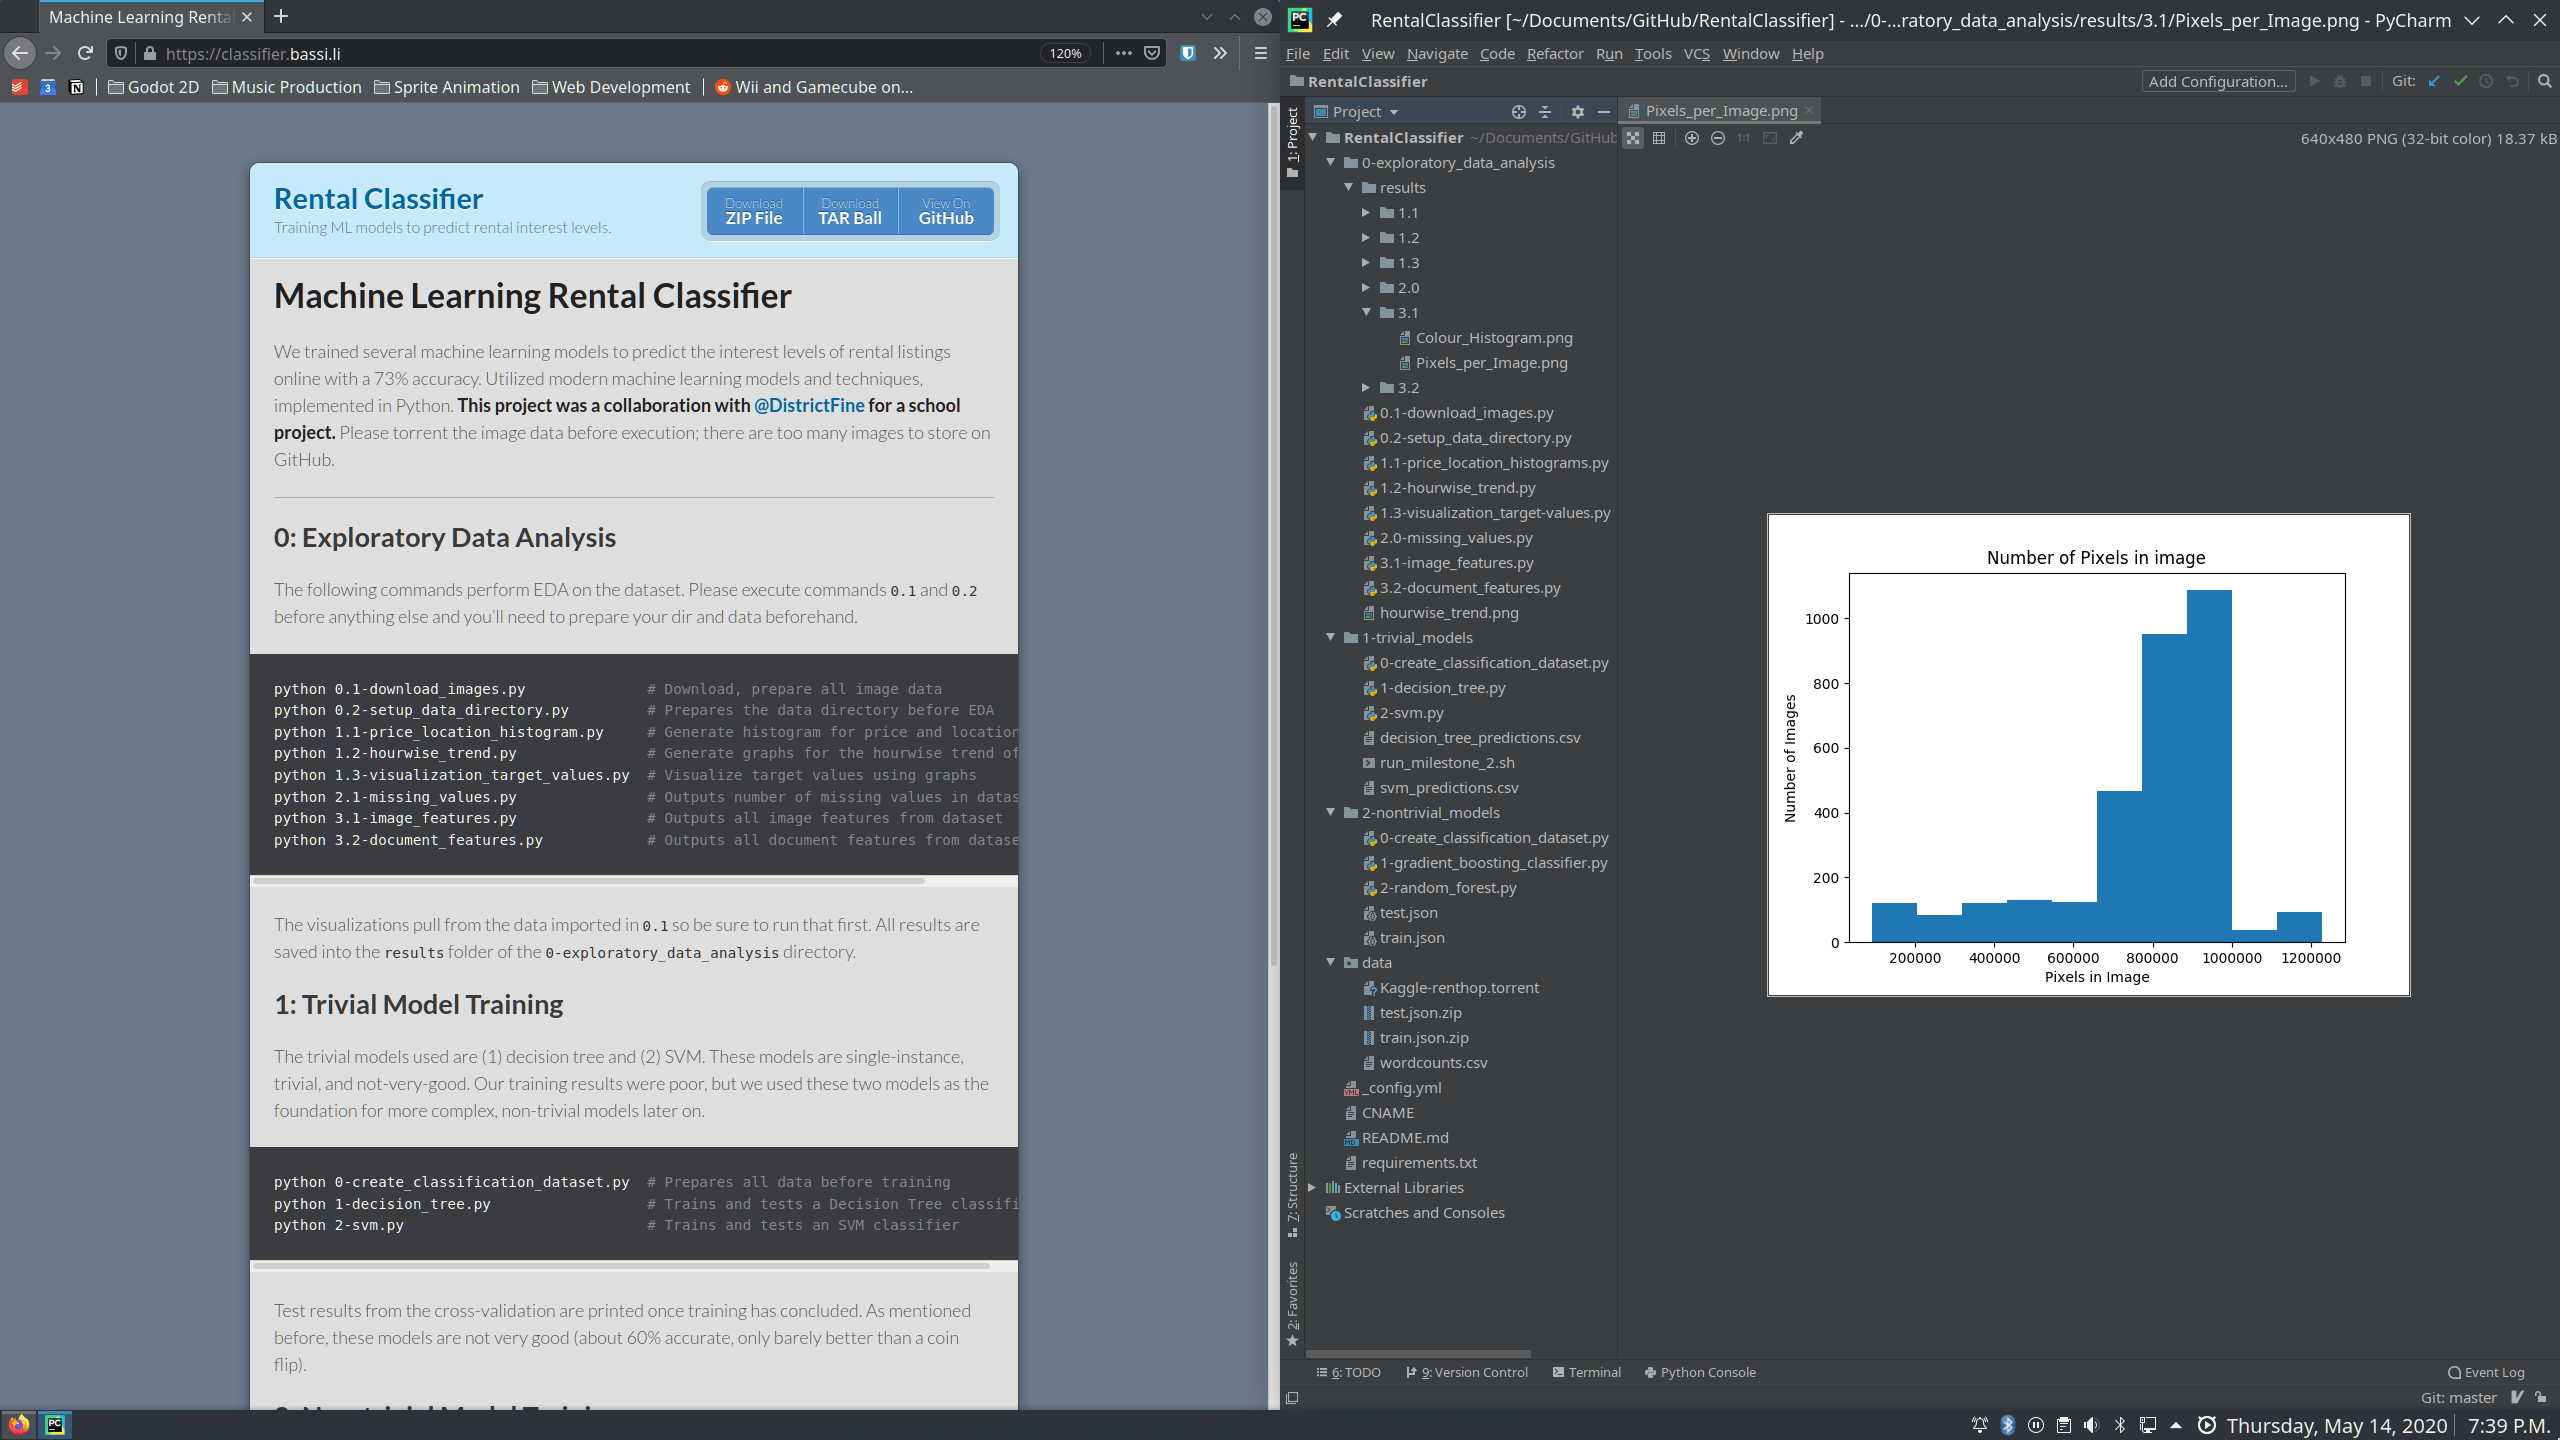 Machine Learning Renta
https://classifier.bassi.li
120%
3
Godot 2D
Music Production
Sprite Animation
Web Development
Wii and Gamecube on...
Rental Classifier
Training ML models to predict rental interest levels.
Download
ZIP File
Download
TAR Ball
View On
GitHub
Machine Learning Rental Classifier
We trained several machine learning models to predict the interest levels of rental listings
online with a 73% accuracy. Utilized modern machine learning models and techniques,
implemented in Python. This project was a collaboration with @DistrictFine for a school
project. Please torrent the image data before execution; there are too many images to store on
GitHub.
0: Exploratory Data Analysis
The following commands perform EDA on the dataset. Please execute commands 0.1 and 0.2
before anything else and you'll need to prepare your dir and data beforehand.
python 0.1-download_images.py # Download, prepare all image data
python 0.2-setup_data_directory.py # Prepares the data directory before EDA
python 1.1-price_location_histogram.py # Generate histogram for price and location
python 1.2-hourwise_trend.py # Generate graphs for the hourwise trend of
python 1.3-visualization_target_values.py # Visualize target values using graphs
python 2.1-missing_values.py # Outputs number of missing values in datas
python 3.1-image_features.py # Outputs all image features from dataset
python 3.2-document_features.py # Outputs all document features from datase
The visualizations pull from the data imported in 0.1 so be sure to run that first. All results are
saved into the results folder of the 0-exploratory_data_analysis directory.
1: Trivial Model Training
The trivial models used are (1) decision tree and (2) SVM. These models are single-instance,
trivial, and not-very-good. Our training results were poor, but we used these two models as the
foundation for more complex, non-trivial models later on.
python 0-create_classification_dataset.py # Prepares all data before training
python 1-decision_tree.py # Trains and tests a Decision Tree classifi
python 2-svm.py # Trains and tests an SVM classifier
Test results from the cross-validation are printed once training has concluded. As mentioned
before, these models are not very good (about 60% accurate, only barely better than a coin
flip).
PC
RentalClassifier [~/Documents/GitHub/RentalClassifier] - .../0-...ratory_data_analysis/results/3.1/Pixels_per_Image.png - PyCharm
File Edit View Navigate Code Refactor Run Tools VCS Window Help
RentalClassifier
Add Configuration...
Git:
1: Project
Project
Pixels_per_Image.png
640x480 PNG (32-bit color) 18.37 kB
1:1
RentalClassifier ~/Documents/GitHub
0-exploratory_data_analysis
results
1.1
1.2
1.3
2.0
3.1
Colour_Histogram.png
Pixels_per_Image.png
3.2
0.1-download_images.py
0.2-setup_data_directory.py
1.1-price_location_histograms.py
1.2-hourwise_trend.py
1.3-visualization_target-values.py
2.0-missing_values.py
3.1-image_features.py
3.2-document_features.py
hourwise_trend.png
1-trivial_models
0-create_classification_dataset.py
1-decision_tree.py
2-svm.py
decision_tree_predictions.csv
run_milestone_2.sh
svm_predictions.csv
2-nontrivial_models
0-create_classification_dataset.py
1-gradient_boosting_classifier.py
2-random_forest.py
test.json
train.json
data
Kaggle-renthop.torrent
test.json.zip
train.json.zip
wordcounts.csv
_config.yml
CNAME
README.md
requirements.txt
External Libraries
Scratches and Consoles
7: Structure
2: Favorites
Number of Pixels in image
Number of Images
1000
800
600
400
200
0
200000 400000 600000 800000 1000000 1200000
Pixels in Image
6: TODO
9: Version Control
Terminal
Python Console
Event Log
Git: master
PC
Thursday, May 14, 2020
7:39 P.M.